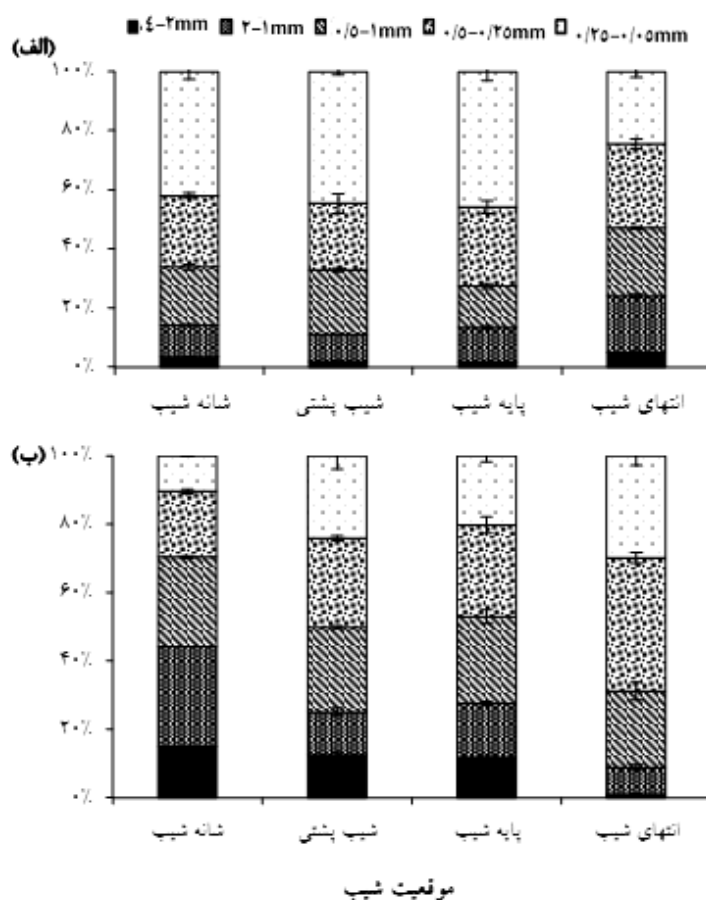 ۴-۲mm ۲-۱mm ۰/۵-۱mm ۰/۵-۰/۲۵mm ۰/۲۵-۰/۰۵mm
(الف)
۱۰۰٪
۸۰٪
۶۰٪
۴۰٪
۲۰٪
۰٪
شانه شیب شیب پشتی پایه شیب انتهای شیب
(ب)
۱۰۰٪
۸۰٪
۶۰٪
۴۰٪
۲۰٪
۰٪
شانه شیب شیب پشتی پایه شیب انتهای شیب
موقعیت شیب